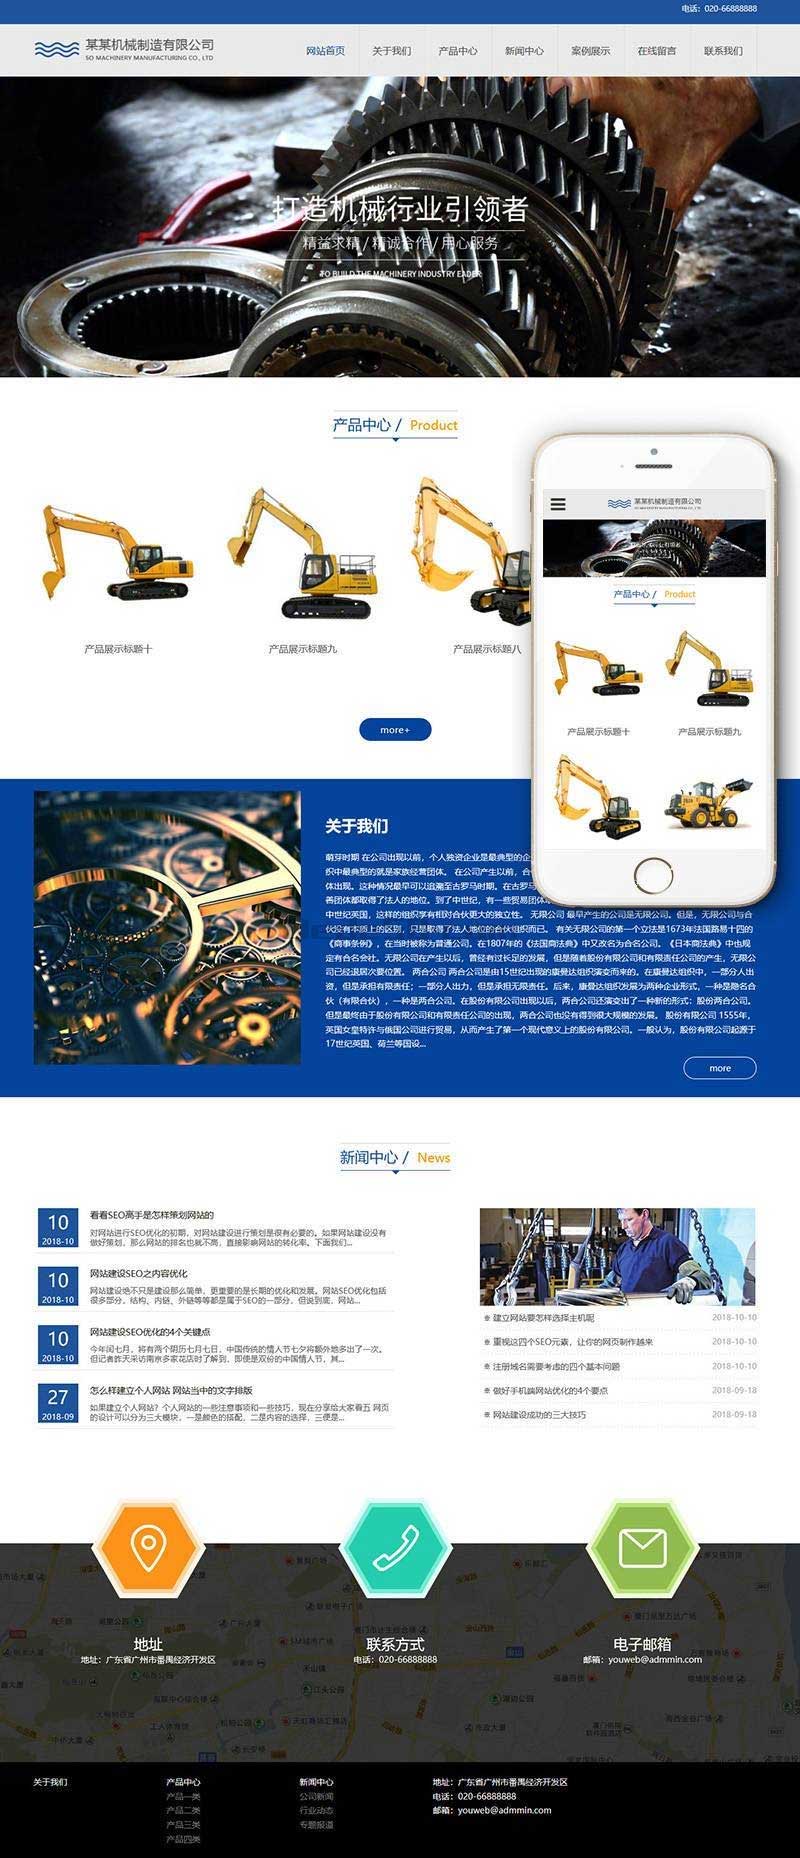 电话：020-66888888
某某机械制造有限公司
SO MACHINERY MANUFACTURING CO., LTD
网站首页
关于我们
产品中心
新闻中心
案例展示
在线留言
联系我们
打造机械行业引领者
精益求精 / 精诚合作 / 用心服务
TO BUILD THE MACHINERY INDUSTRY EADER
产品中心 / Product
产品展示标题十
产品展示标题九
产品展示标题八
more+
某某机械制造有限公司
产品中心 / Product
产品展示标题十
产品展示标题九
关于我们
萌芽时期 在公司出现以前，个人独资企业是最典型的企
织中最典型的就是家族经营团体。 在公司产生以前，合
体出现。这种情况最早可以追溯至古罗马时期。在古罗马
善团体都取得了法人的地位。到了中世纪，有一些贸易团体
中世纪英国，这样的组织享有相对合伙更大的独立性。 无限公司 最早产生的公司是无限公司。但是，无限公司与合
伙没有本质上的区别，只是取得了法人地位的合伙组织而已。 有关无限公司的第一个立法是1673年法国路易十四的
《商事条例》，在当时被称为普通公司。在1807年的《法国商法典》中又改名为合名公司。 《日本商法典》中也规
定有合名会社。无限公司在产生以后，曾经有过长足的发展，但是随着股份有限公司和有限责任公司的产生，无限公
司已经退居次要位置。 两合公司 两合公司是由15世纪出现的康曼达组织演变而来的。在康曼达组织中，一部分人出
资，但是承担有限责任；一部分人出力，但是承担无限责任。后来，康曼达组织发展为两种企业形式，一种是隐名合
伙（有限合伙），一种是两合公司。在股份有限公司出现以后，两合公司还演变出了一种新的形式：股份两合公司。
但是最终由于股份有限公司和有限责任公司的出现，两合公司也没有得到很大规模的发展。 股份有限公司 1555年，
英国女皇特许与俄国公司进行贸易，从而产生了第一个现代意义上的股份有限公司。一般认为，股份有限公司起源于
17世纪英国、荷兰等国设...
more
新闻中心 / News
10
2018-10
看看SEO高手是怎样策划网站的
对网站进行SEO优化的初期，对网站建设进行策划是很有必要的。如果网站建设没有
做好策划，那么网站的排名也就不高，直接影响网站的转化率。下面我们...
10
2018-10
网站建设SEO之内容优化
网站建设绝不只是建设那么简单，更重要的是长期的优化和发展。网站SEO优化包括
很多部分，结构、内链、外链等等都是属于SEO的一部分，但说到底，网站...
10
2018-10
网站建设SEO优化的4个关键点
今年闰七月，将有两个阴历七月七日，中国传统的情人节七夕将额外地多出了一次。
但记者昨天采访南京多家花店时了解到，即使是双份的中国情人节，其...
27
2018-09
怎么样建立个人网站 网站当中的文字排版
如果建立个人网站？个人网站的一些注意事项和一些技巧，现在分享给大家看五 网页
的设计可以分为三大模块，一是颜色的搭配，二是内容的选择，三便是...
※ 建立网站要怎样选择主机呢 2018-10-10
※ 重视这四个SEO元素，让你的网页制作越来 2018-10-10
※ 注册域名需要考虑的四个基本问题 2018-10-10
※ 做好手机端网站优化的4个要点 2018-09-18
※ 网站建设成功的三大技巧 2018-09-18
地址
地址：广东省广州市番禺经济开发区
联系方式
电话：020-66888888
电子邮箱
邮箱：youweb@admmin.com
关于我们
产品中心
产品一类
产品二类
产品三类
产品四类
新闻中心
公司新闻
行业动态
专题报道
地址：广东省广州市番禺经济开发区
电话：020-66888888
邮箱：youweb@admmin.com